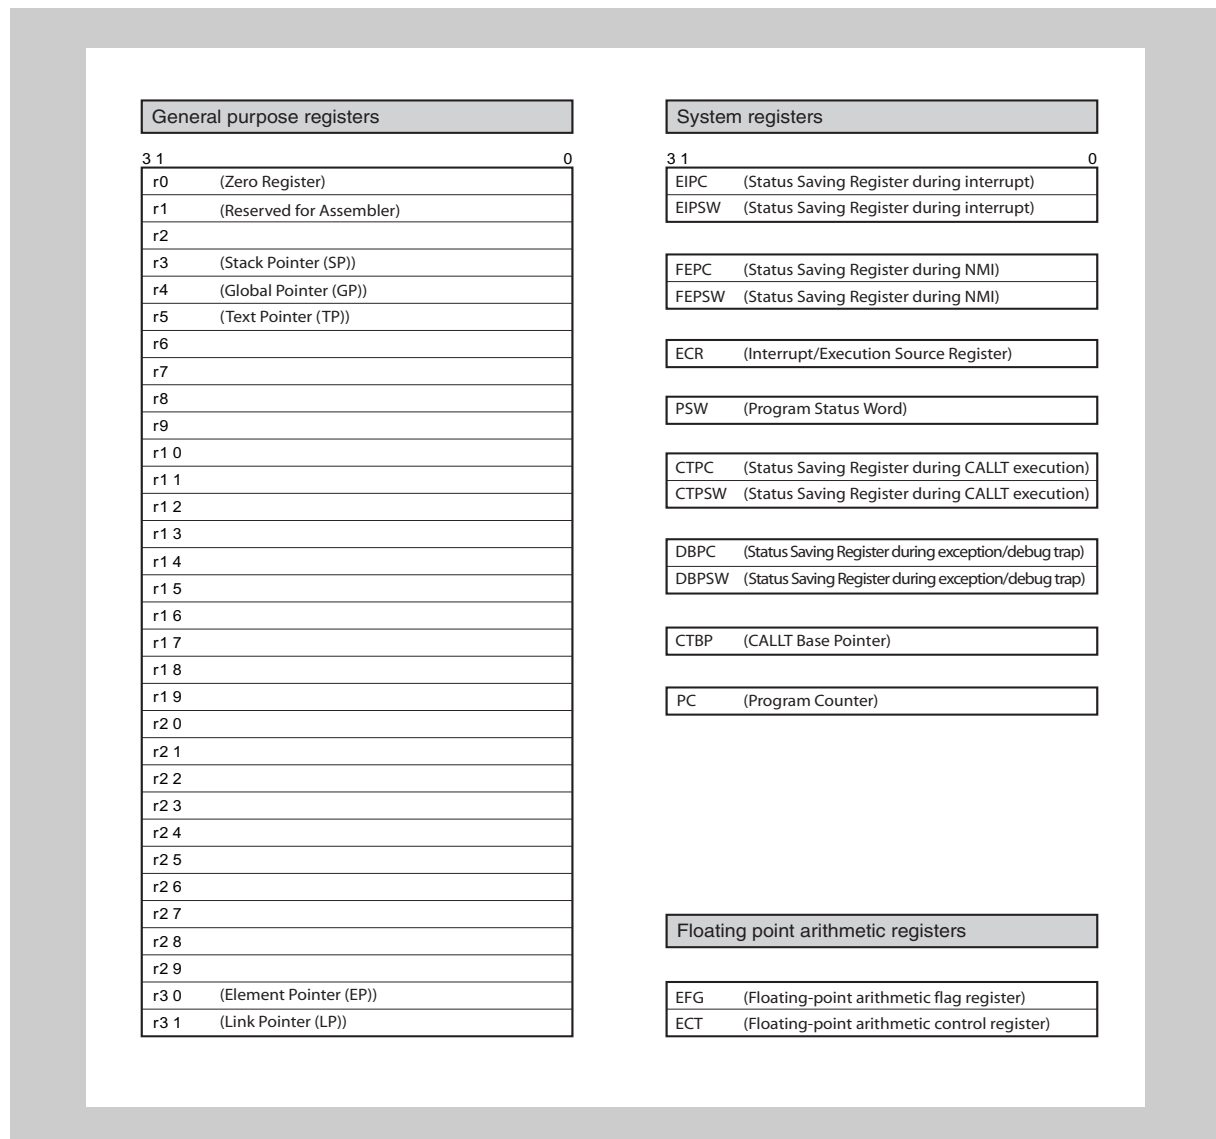 General purpose registers
31 0
r0 (Zero Register)
r1 (Reserved for Assembler)
r2
r3 (Stack Pointer (SP))
r4 (Global Pointer (GP))
r5 (Text Pointer (TP))
r6
r7
r8
r9
r10
r11
r12
r13
r14
r15
r16
r17
r18
r19
r20
r21
r22
r23
r24
r25
r26
r27
r28
r29
r30 (Element Pointer (EP))
r31 (Link Pointer (LP))
System registers
31 0
EIPC (Status Saving Register during interrupt)
EIPSW (Status Saving Register during interrupt)
FEPC (Status Saving Register during NMI)
FEPSW (Status Saving Register during NMI)
ECR (Interrupt/Execution Source Register)
PSW (Program Status Word)
CTPC (Status Saving Register during CALLT execution)
CTPSW (Status Saving Register during CALLT execution)
DBPC (Status Saving Register during exception/debug trap)
DBPSW (Status Saving Register during exception/debug trap)
CTBP (CALLT Base Pointer)
PC (Program Counter)
Floating point arithmetic registers
EFG (Floating-point arithmetic flag register)
ECT (Floating-point arithmetic control register)